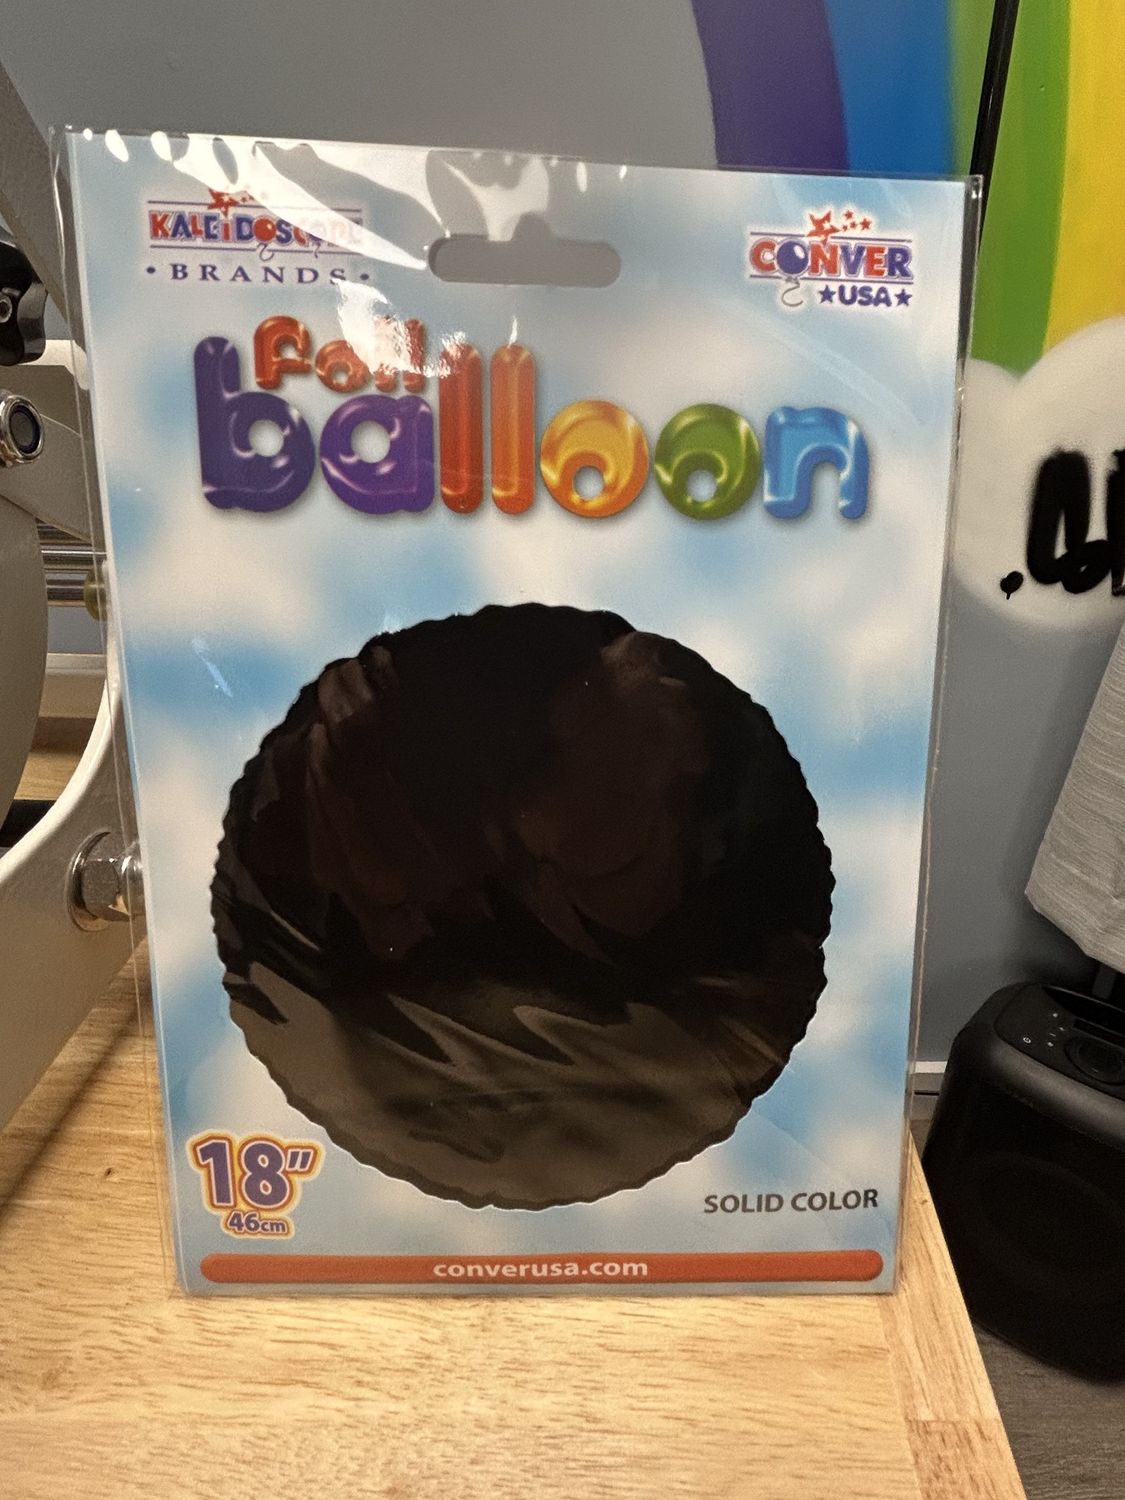 KALEIDOSCOPE
• BRANDS •
CONVER
★USA★
Foil
balloon
18"
46cm
SOLID COLOR
converusa.com